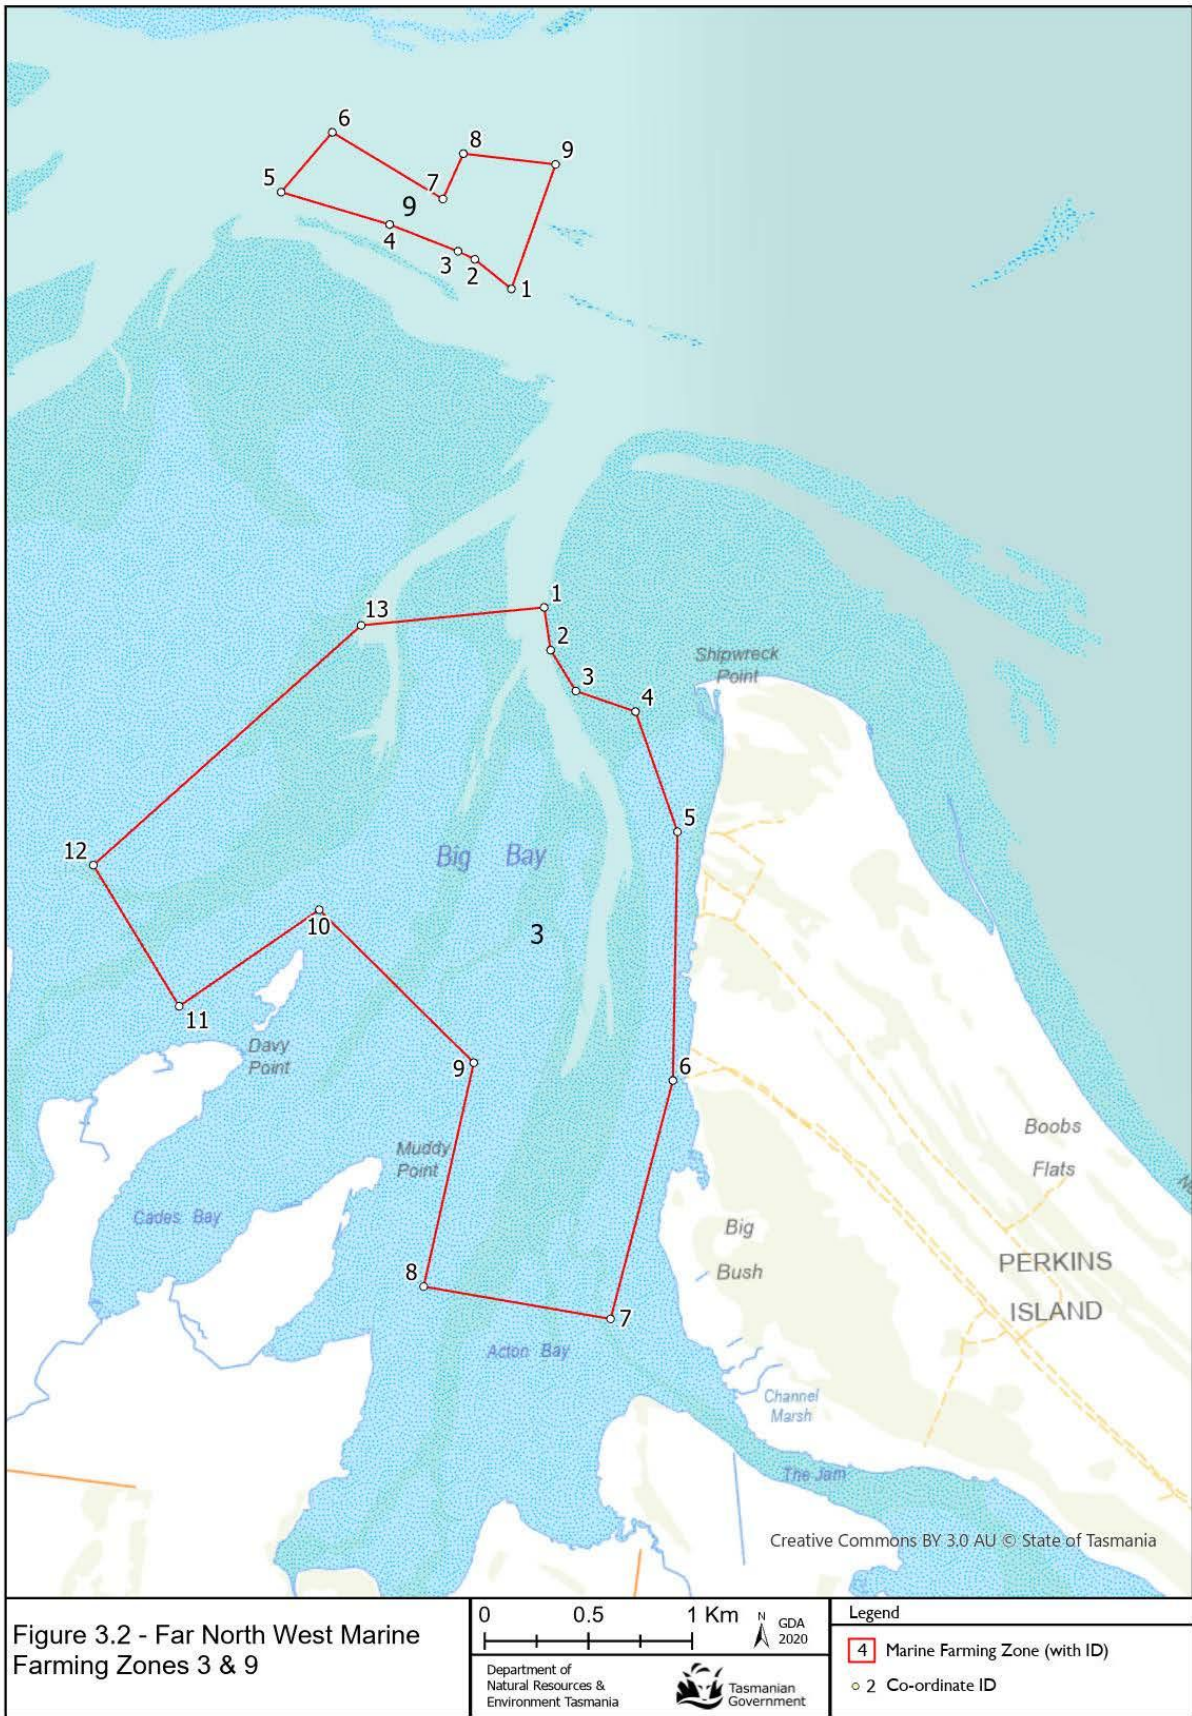 6
8
9
5
7
9
4
3
2
1
1
13
2
Shipwreck
Point
3
4
5
12
Big Bay
10
3
11
Davy
Point
9
6
Boobs
Muddy
Point
Flats
Cades Bay
Big
PERKINS
Bush
8
ISLAND
7
Acton Bay
Channel
Marsh
The Jam
Creative Commons BY 3.0 AU © State of Tasmania
Figure 3.2 - Far North West Marine
Farming Zones 3 & 9
0 0.5 1 Km
N
GDA
2020
Department of
Natural Resources &
Environment Tasmania
Tasmanian
Government
Legend
4 Marine Farming Zone (with ID)
2 Co-ordinate ID